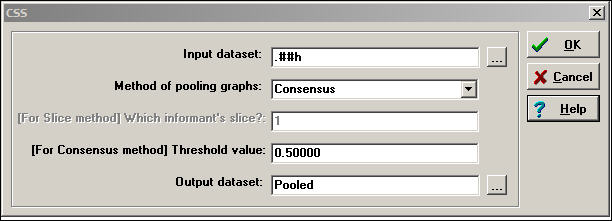 CSS
Input dataset: .##h ...
OK
Method of pooling graphs: Consensus
Cancel
[For Slice method] Which informant's slice?: 1
Help
[For Consensus method] Threshold value: 0.50000
Output dataset: Pooled ...